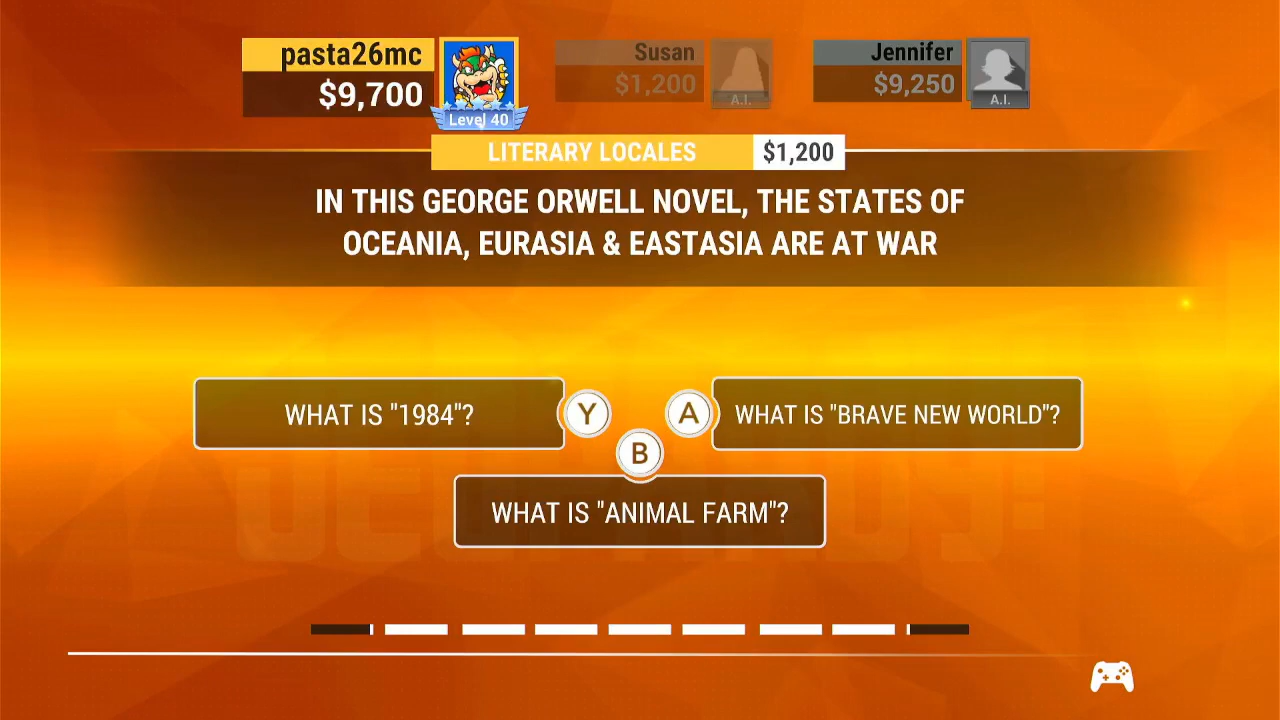 pasta26mc
$9,700
Level 40
Susan
$1,200
A.I.
Jennifer
$9,250
A.I.
LITERARY LOCALES $1,200
IN THIS GEORGE ORWELL NOVEL, THE STATES OF
OCEANIA, EURASIA & EASTASIA ARE AT WAR
WHAT IS "1984"? Y
A WHAT IS "BRAVE NEW WORLD"?
B
WHAT IS "ANIMAL FARM"?
JEOPARDY!